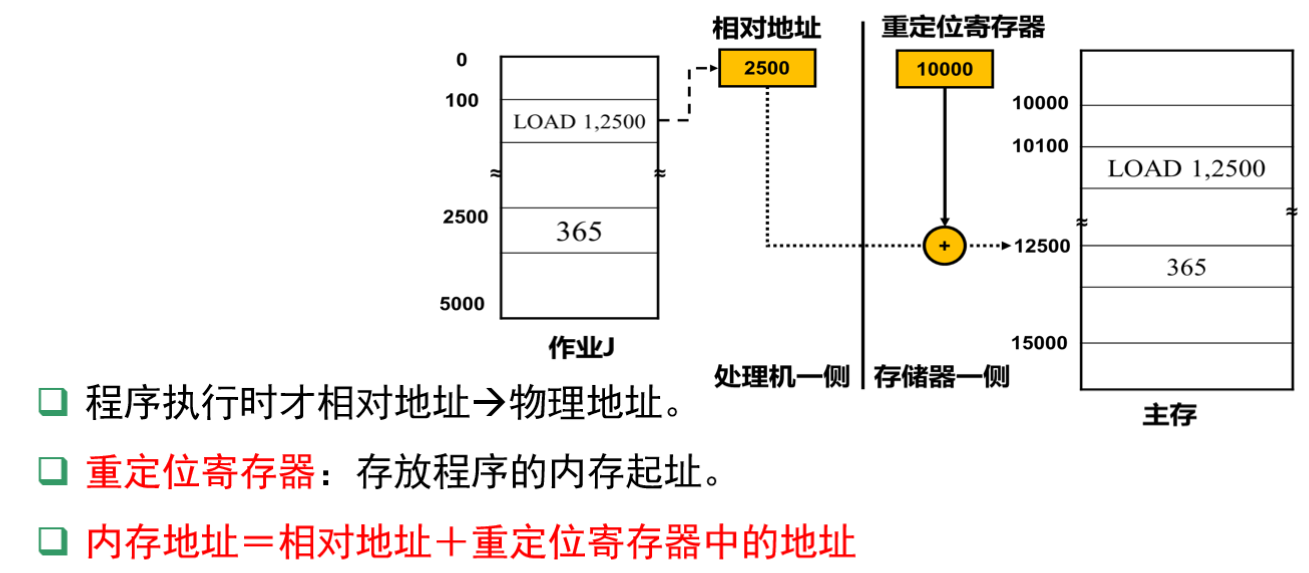 相对地址
重定位寄存器
0
2500
10000
100
LOAD 1,2500
10000
10100
LOAD 1,2500
≈
≈
≈
≈
2500
365
+
12500
365
5000
15000
作业J
处理机一侧
存储器一侧
主存
❑ 程序执行时才相对地址→物理地址。
❑ 重定位寄存器：存放程序的内存起址。
❑ 内存地址＝相对地址＋重定位寄存器中的地址